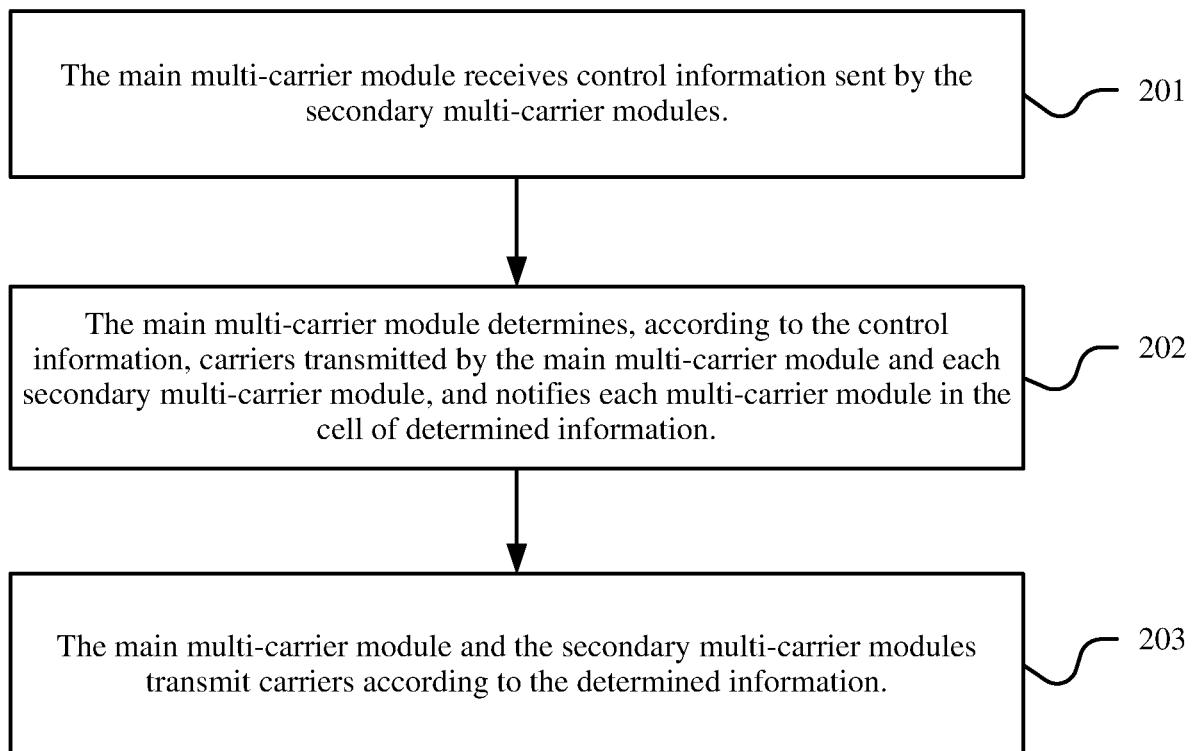 The main multi-carrier module receives control information sent by the
secondary multi-carrier modules.
201
The main multi-carrier module determines, according to the control
information, carriers transmitted by the main multi-carrier module and each
secondary multi-carrier module, and notifies each multi-carrier module in the
cell of determined information.
202
The main multi-carrier module and the secondary multi-carrier modules
transmit carriers according to the determined information.
203